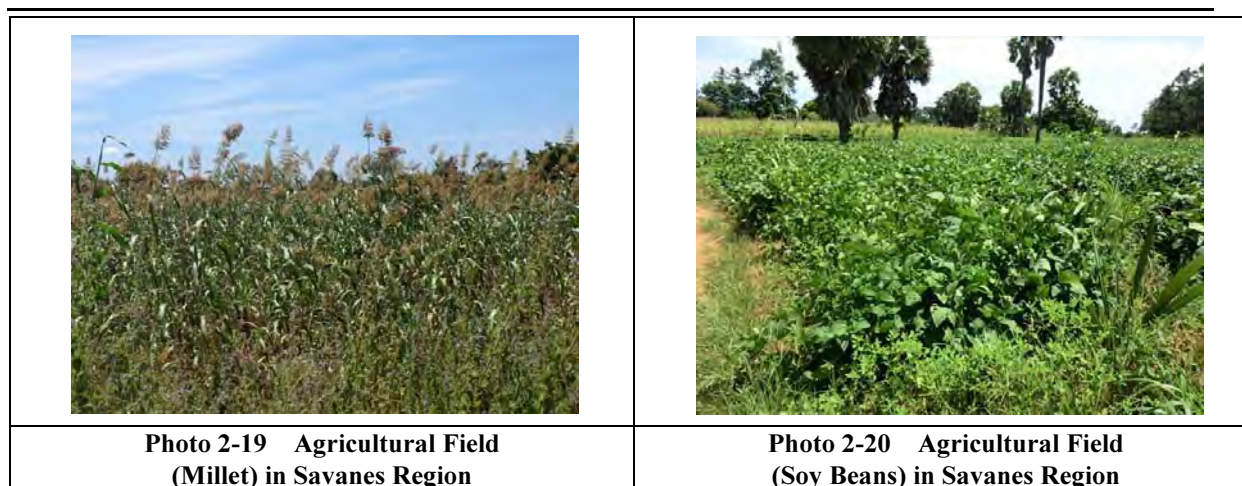 Photo 2-19 Agricultural Field
(Millet) in Savanes Region
Photo 2-20 Agricultural Field
(Soy Beans) in Savanes Region